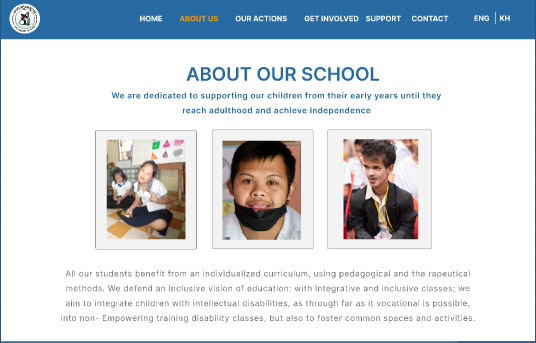 HOME ABOUT US OUR ACTIONS GET INVOLVED SUPPORT CONTACT ENG KH
ABOUT OUR SCHOOL
We are dedicated to supporting our children from their early years until they
reach adulthood and achieve independence
All our students benefit from an individualized curriculum, using pedagogical and the rapeutical
methods. We defend an inclusive vision of education: with integrative and inclusive classes; we
aim to integrate children with intellectual disabilities, as through far as it vocational is possible,
into non- Empowering training disability classes, but also to foster common spaces and activities.